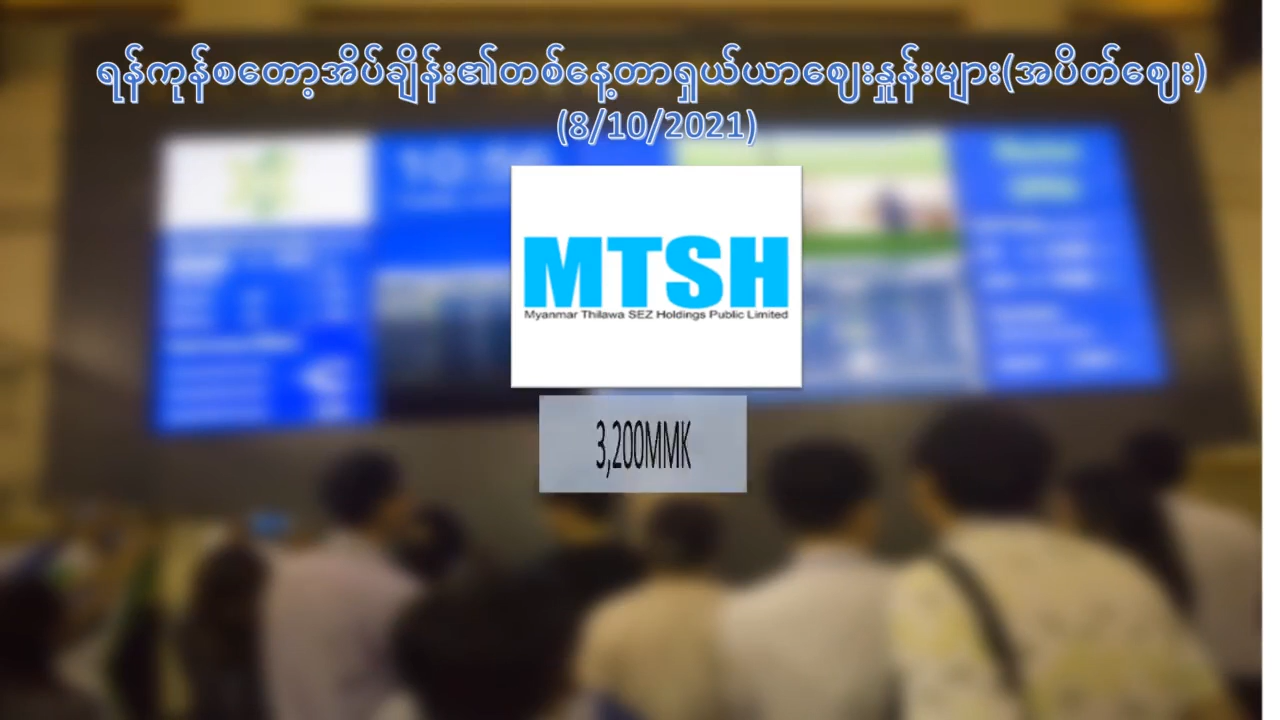 ရန်ကုန်စတော့အိပ်ချိန်း၏တစ်နေ့တာရှယ်ယာဈေးနှုန်းများ(အပိတ်ဈေး)
(8/10/2021)
MTSH
Myanmar Thilawa SEZ Holdings Public Limited
3,200MMK